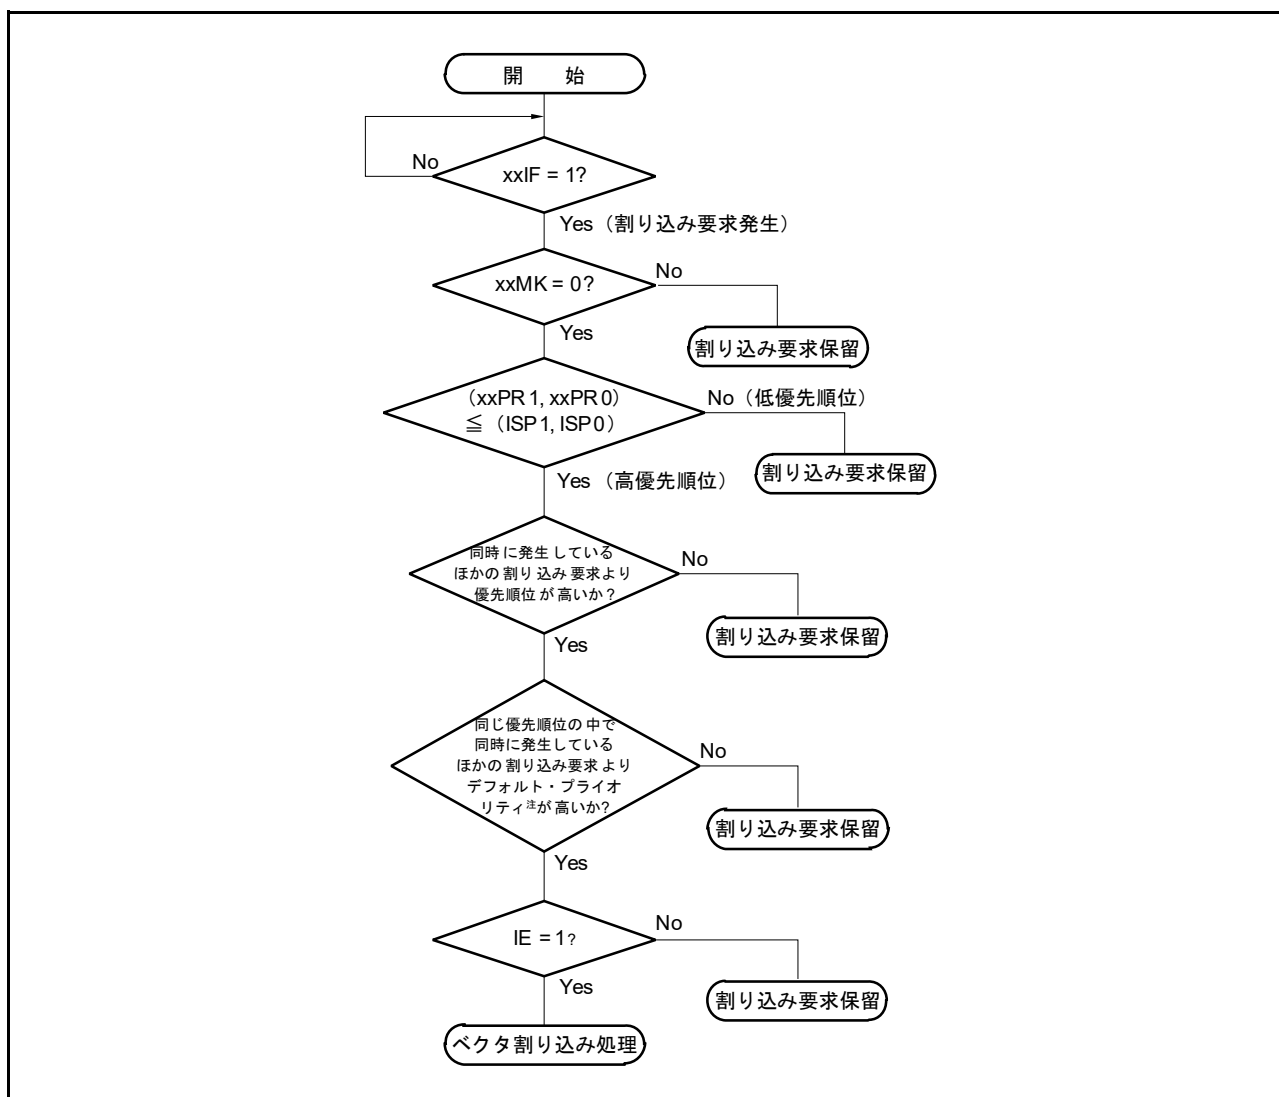 開　　始
No
xxIF = 1?
Yes（割り込み要求発生）
xxMK = 0?
No
Yes
割り込み要求保留
（xxPR1, xxPR0）
≦（ISP1, ISP0）
No（低優先順位）
Yes（高優先順位）
割り込み要求保留
同時に発生している
ほかの割り込み要求より
優先順位が高いか？
No
Yes
割り込み要求保留
同じ優先順位の中で
同時に発生している
ほかの割り込み要求より
デフォルト・プライオ
リティ注が高いか?
No
Yes
割り込み要求保留
IE = 1?
No
Yes
割り込み要求保留
ベクタ割り込み処理